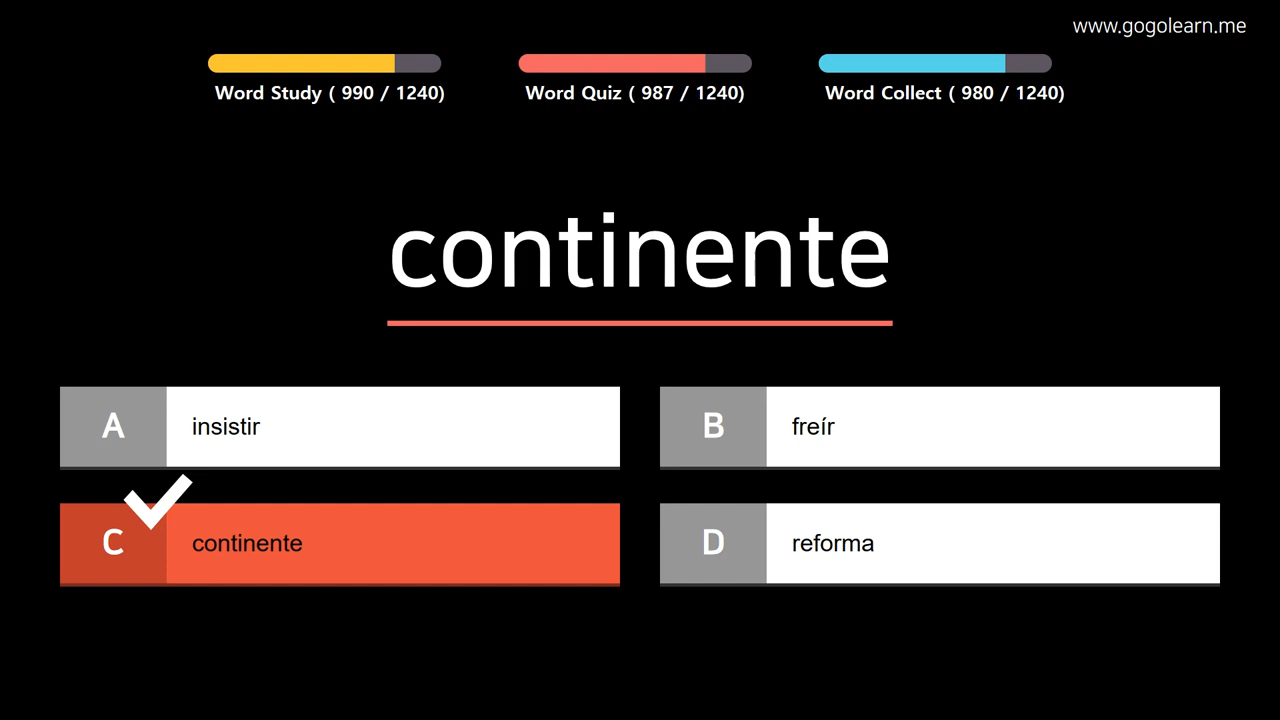 www.gogolearn.me
Word Study ( 990 / 1240)
Word Quiz ( 987 / 1240)
Word Collect ( 980 / 1240)
continente
A insistir
B freír
C continente
D reforma